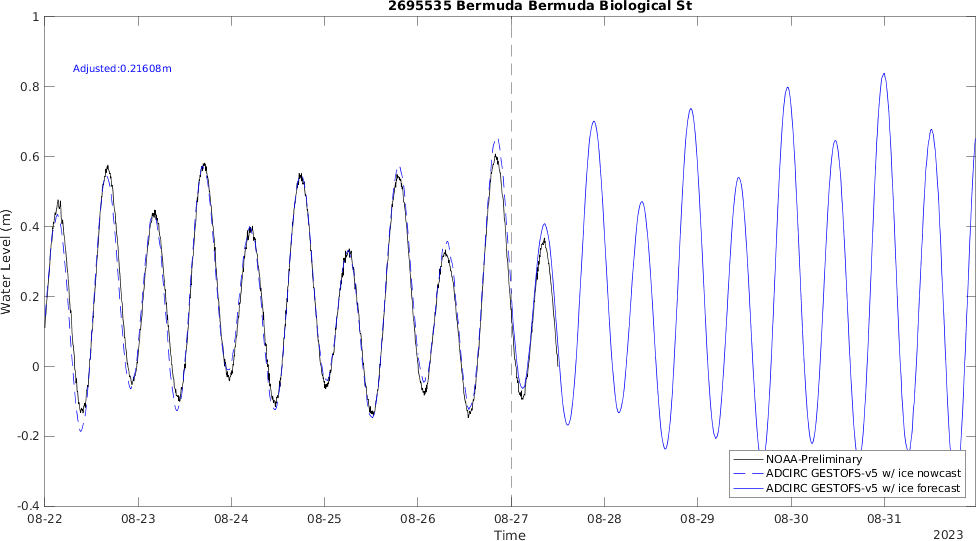 2695535 Bermuda Bermuda Biological St
Adjusted:0.21608m
Water Level (m)
1
0.8
0.6
0.4
0.2
0
-0.2
-0.4
08-22 08-23 08-24 08-25 08-26 08-27 08-28 08-29 08-30 08-31
Time
2023
NOAA-Preliminary
ADCIRC GESTOFS-v5 w/ ice nowcast
ADCIRC GESTOFS-v5 w/ ice forecast